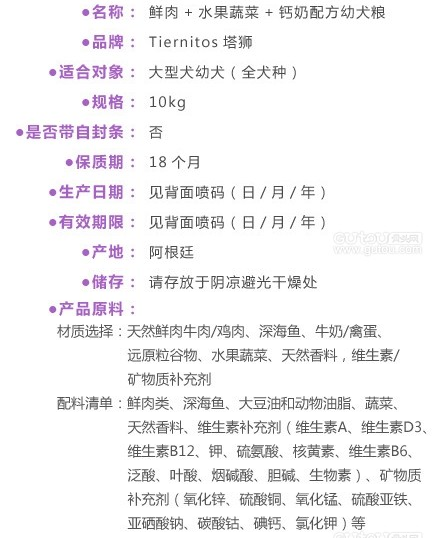 ●名称： 鲜肉 + 水果蔬菜 + 钙奶配方幼犬粮
●品牌： Tiernitos 塔狮
●适合对象： 大型犬幼犬（全犬种）
●规格： 10kg
●是否带自封条： 否
●保质期： 18 个月
●生产日期： 见背面喷码（日 / 月 / 年）
●有效期限： 见背面喷码（日 / 月 / 年）
●产地： 阿根廷
●储存： 请存放于阴凉避光干燥处
●产品原料：
材质选择：天然鲜肉牛肉/鸡肉、深海鱼、牛奶/禽蛋、
远原粒谷物、水果蔬菜、天然香料，维生素/
矿物质补充剂
配料清单：鲜肉类、深海鱼、大豆油和动物油脂、蔬菜、
天然香料、维生素补充剂（维生素A、维生素D3、
维生素B12、钾、硫氨酸、核黄素、维生素B6、
泛酸、叶酸、烟碱酸、胆碱、生物素）、矿物质
补充剂（氧化锌、硫酸铜、氧化锰、硫酸亚铁、
亚硒酸钠、碳酸钴、碘钙、氯化钾）等